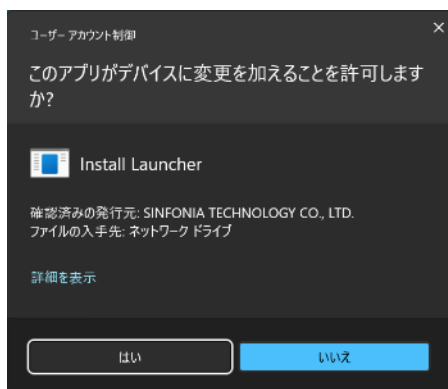 ユーザー アカウント制御
このアプリがデバイスに変更を加えることを許可します
か?
Install Launcher
確認済みの発行元: SINFONIA TECHNOLOGY CO., LTD.
ファイルの入手先: ネットワーク ドライブ
詳細を表示
はい
いいえ